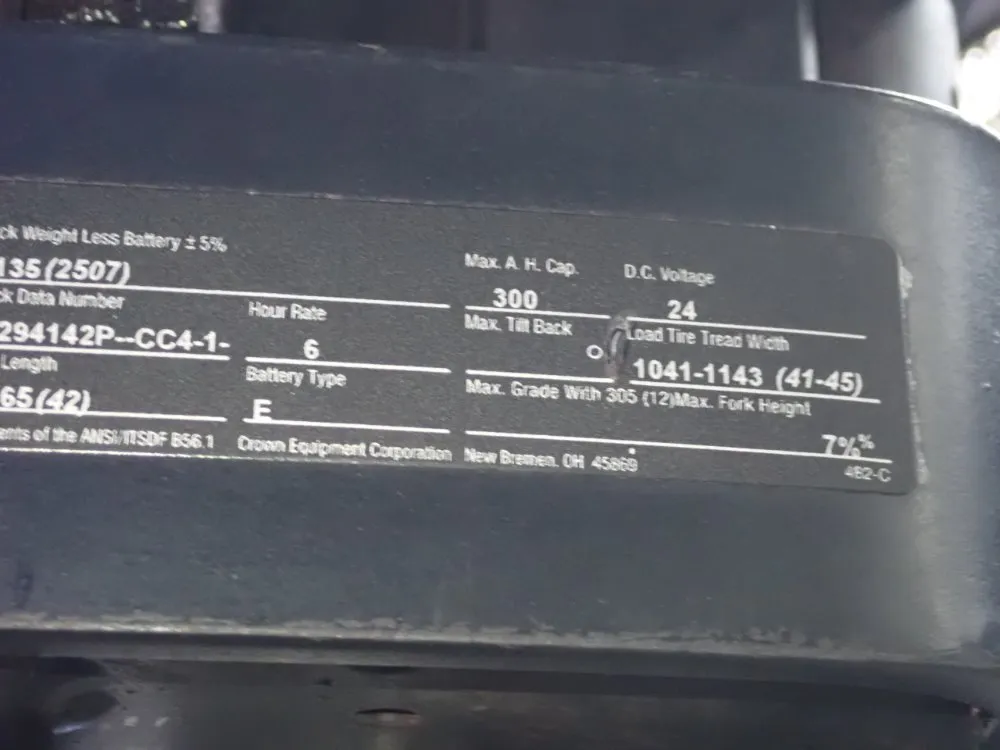 ck Weight Less Battery ± 5%
135 (2507)
ck Data Number
294142P--CC4-1-
Length
65 (42)
ents of the ANSI/ITSDF B56.1
Hour Rate
6
Battery Type
E
Crown Equipment Corporation
Max. A. H. Cap.
300
D.C. Voltage
24
Max. Tilt Back
Load Tire Tread Width
1041-1143 (41-45)
Max. Grade With 305 (12)Max. Fork Height
7%%
New Bremen, OH 45869
4B2-C